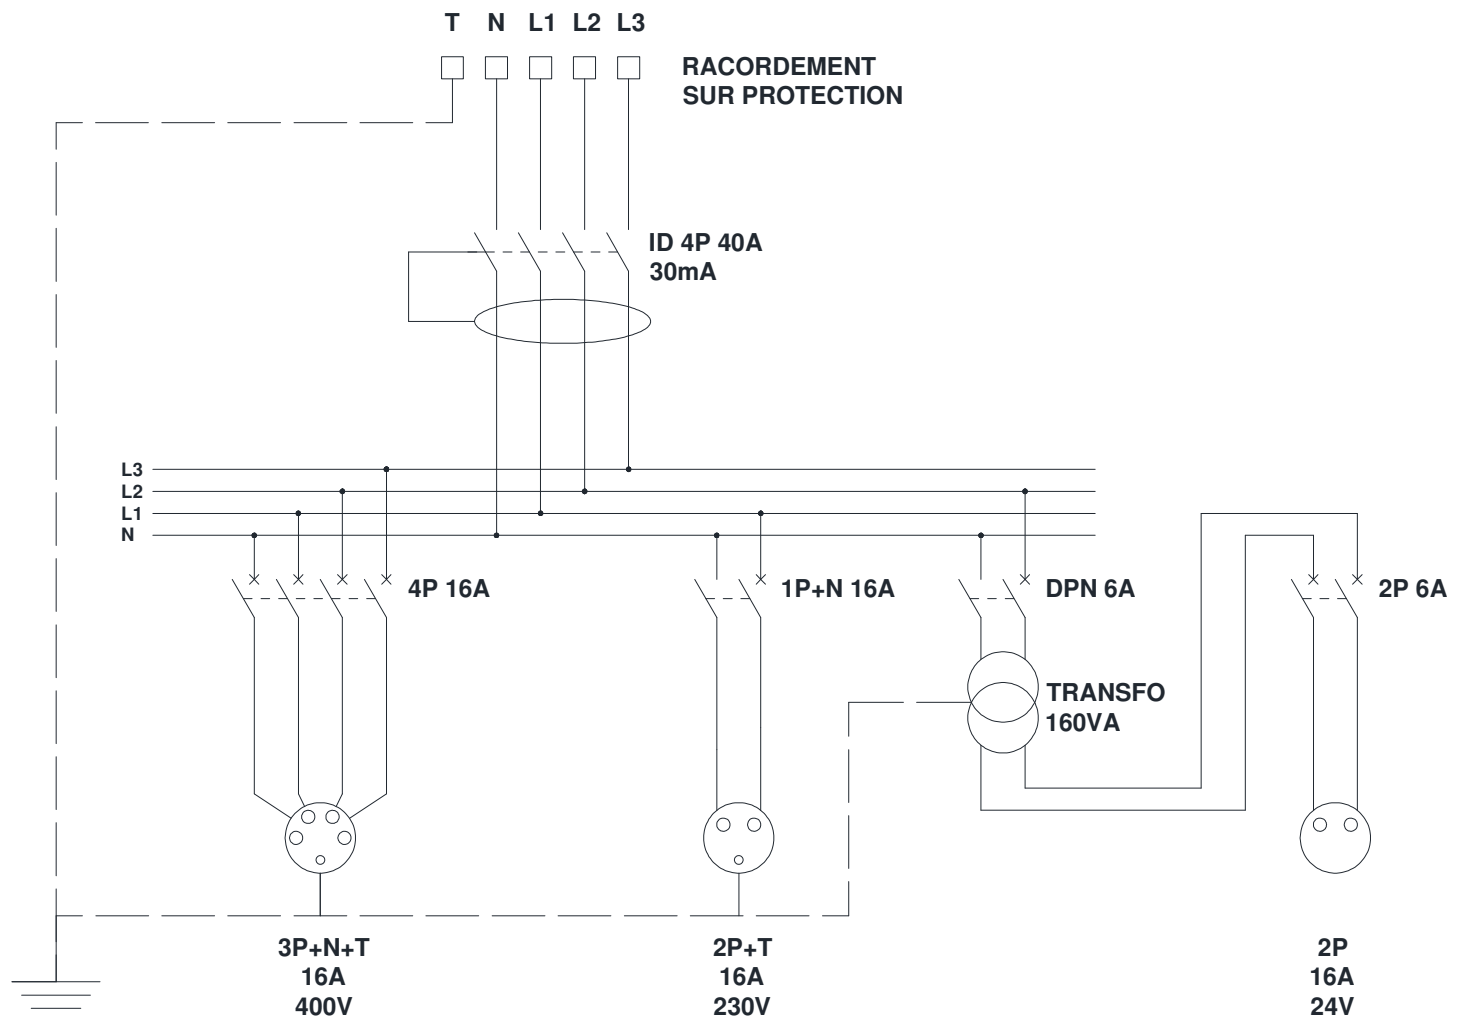 T N L1 L2 L3
RACORDEMENT
SUR PROTECTION
ID 4P 40A
30mA
L3
L2
L1
N
4P 16A
1P+N 16A
DPN 6A
2P 6A
TRANSFO
160VA
3P+N+T
16A
400V
2P+T
16A
230V
2P
16A
24V